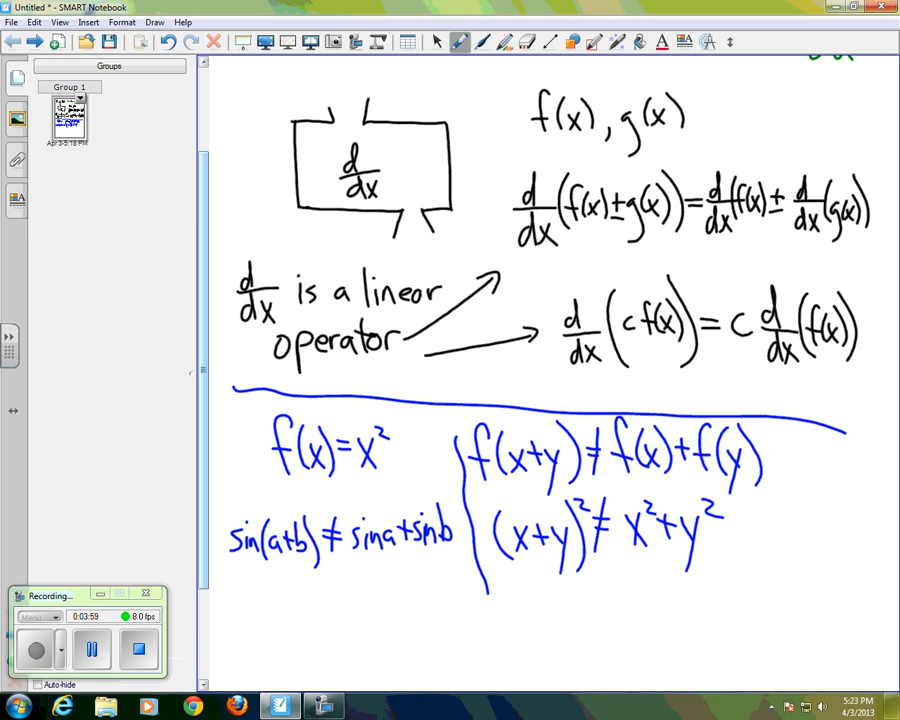 Untitled * - SMART Notebook
File Edit View Insert Format Draw Help
Groups
Group 1
Apr 3-5:18 PM
d/dx
f(x), g(x)
d/dx (f(x) ± g(x)) = d/dx (f(x)) ± d/dx (g(x))
d/dx is a linear
operator
d/dx (c f(x)) = c d/dx (f(x))
f(x) = x²
f(x+y) ≠ f(x) + f(y)
sin(a+b) ≠ sin a + sin b
(x+y)² ≠ x² + y²
Recording...
Menu
0:03:59
8.0 fps
Auto-hide
5:23 PM
4/3/2013